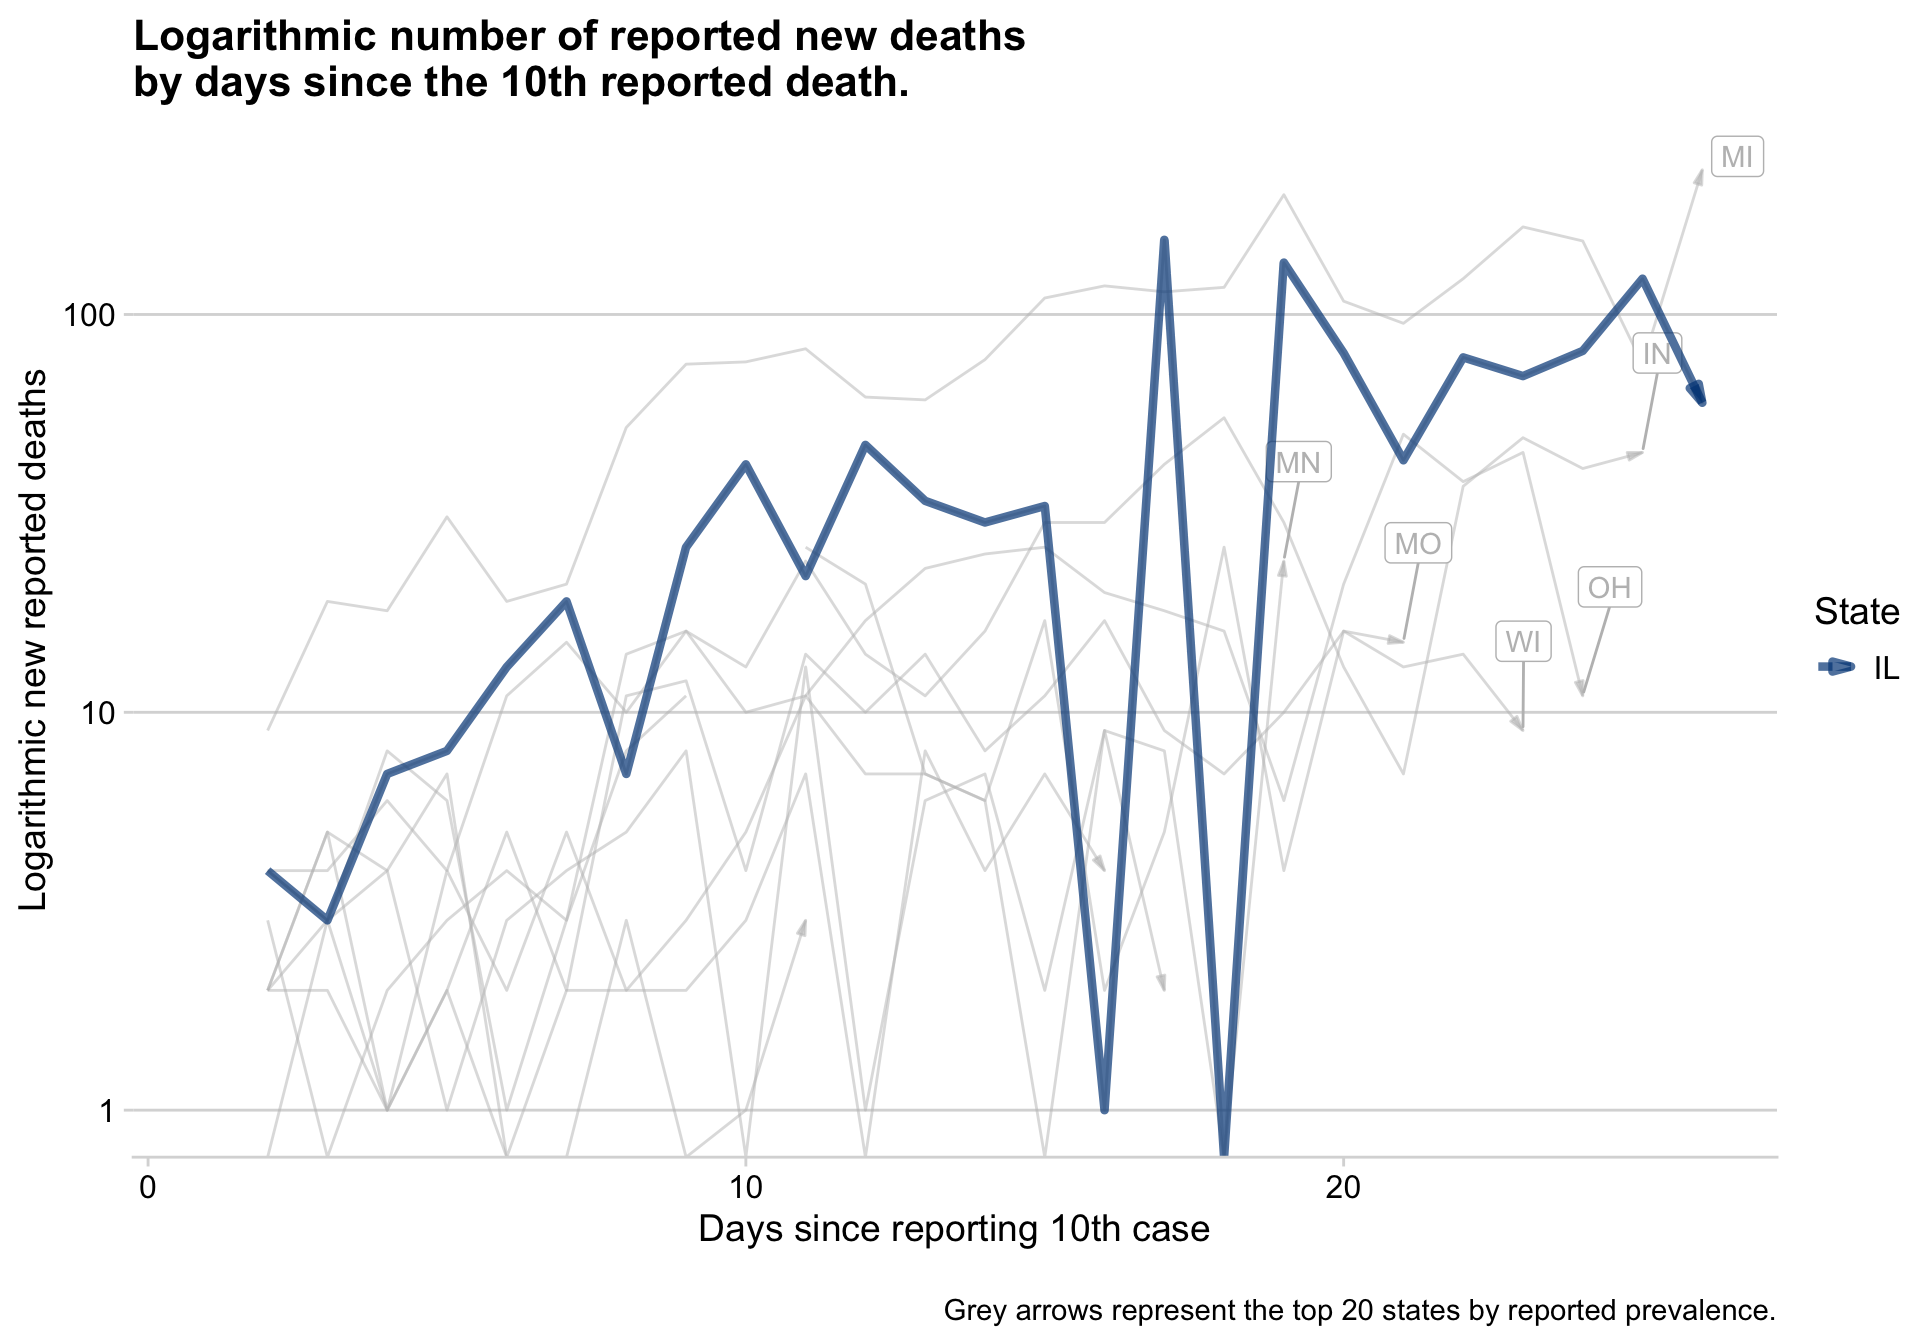 Logarithmic number of reported new deaths
by days since the 10th reported death.
Logarithmic new reported deaths
100
10
1
MI
IN
MN
MO
OH
WI
State
IL
0
10
20
Days since reporting 10th case
Grey arrows represent the top 20 states by reported prevalence.